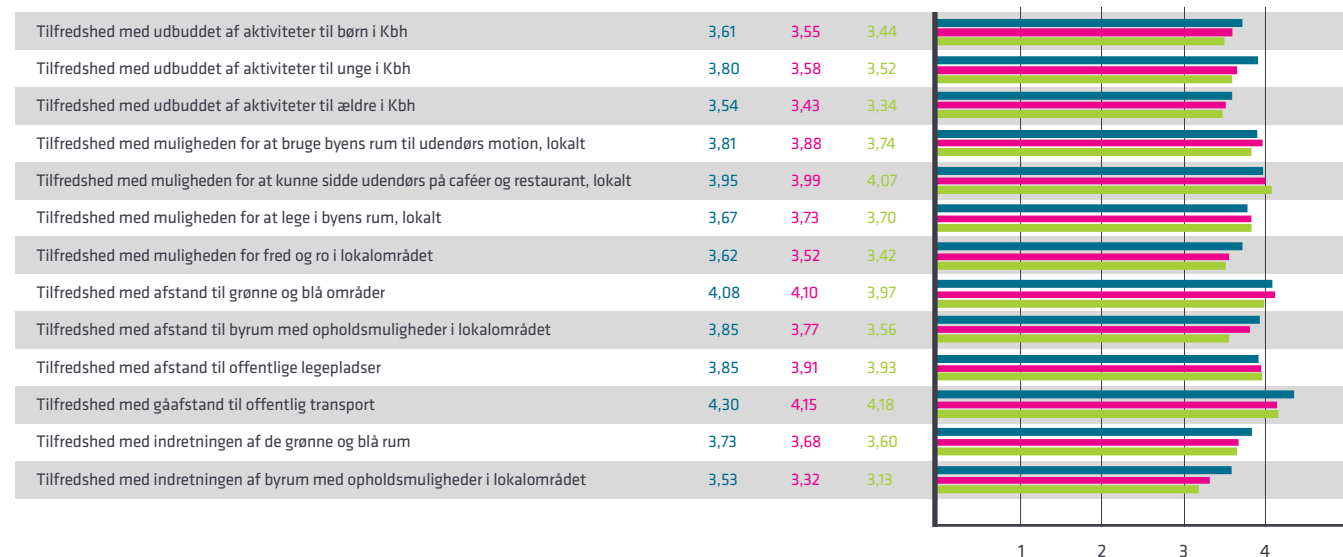 Tilfredshed med udbuddet af aktiviteter til børn i Kbh 3,61 3,55 3,44
Tilfredshed med udbuddet af aktiviteter til unge i Kbh 3,80 3,58 3,52
Tilfredshed med udbuddet af aktiviteter til ældre i Kbh 3,54 3,43 3,34
Tilfredshed med muligheden for at bruge byens rum til udendørs motion, lokalt 3,81 3,88 3,74
Tilfredshed med muligheden for at kunne sidde udendørs på caféer og restaurant, lokalt 3,95 3,99 4,07
Tilfredshed med muligheden for at lege i byens rum, lokalt 3,67 3,73 3,70
Tilfredshed med muligheden for fred og ro i lokalområdet 3,62 3,52 3,42
Tilfredshed med afstand til grønne og blå områder 4,08 4,10 3,97
Tilfredshed med afstand til byrum med opholdsmuligheder i lokalområdet 3,85 3,77 3,56
Tilfredshed med afstand til offentlige legepladser 3,85 3,91 3,93
Tilfredshed med gåafstand til offentlig transport 4,30 4,15 4,18
Tilfredshed med indretningen af de grønne og blå rum 3,73 3,68 3,60
Tilfredshed med indretningen af byrum med opholdsmuligheder i lokalområdet 3,53 3,32 3,13
1 2 3 4